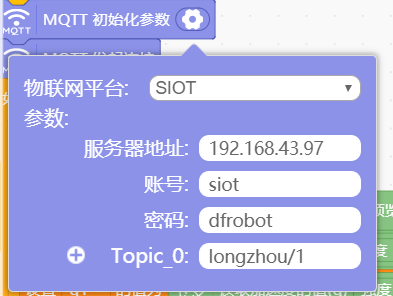 MQTT 初始化参数
MQTT
物联网平台: SIOT
参数:
服务器地址: 192.168.43.97
账号: siot
密码: dfrobot
Topic_0: longzhou/1